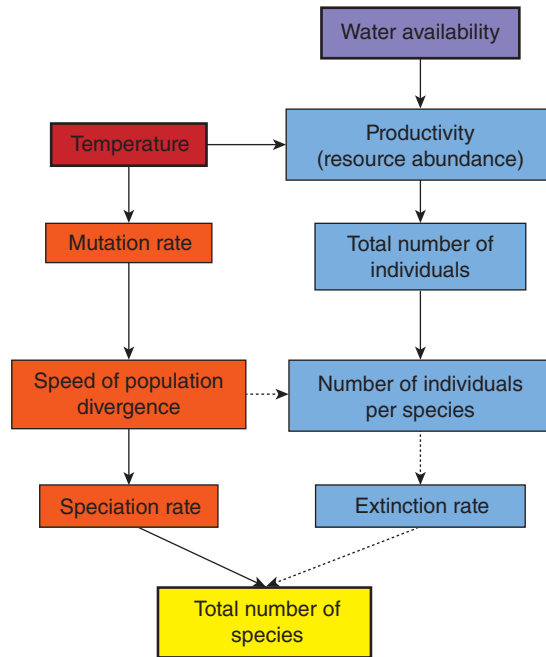 Water availability
Temperature
Productivity
(resource abundance)
Mutation rate
Total number of
individuals
Speed of population
divergence
Number of individuals
per species
Speciation rate
Extinction rate
Total number of
species